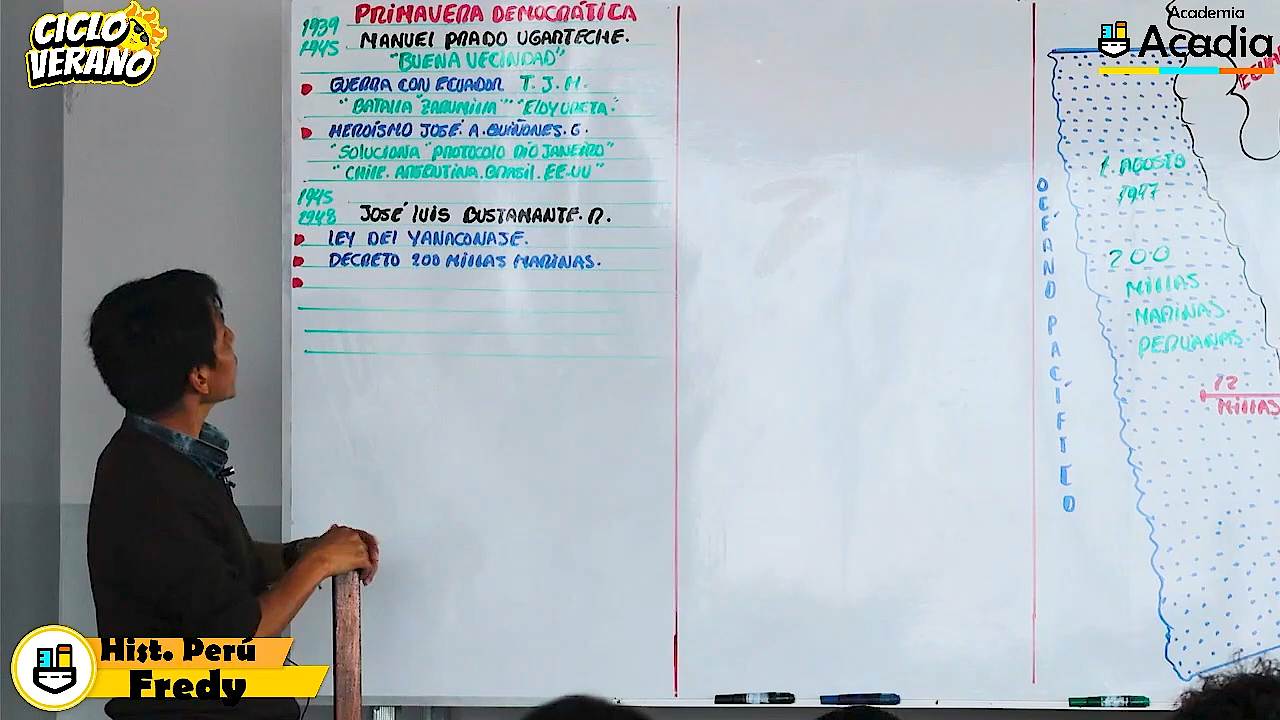 CICLO
VERANO
PRIMAVERA DEMOCRÁTICA
1939
1945
MANUEL PRADO UGARTECHE.
"BUENA VECINDAD"
GUERRA CON ECUADOR T. J. M.
"BATALLA "ZARUMILLA" "ELOY URETA."
HEROÍSMO JOSÉ A. QUIÑONES. G.
"SOLUCIONA "PROTOCOLO RIO JANEIRO"
"CHILE. ARGENTINA. BRASIL. EE.UU"
1945
1948 JOSÉ LUIS BUSTAMANTE. R.
LEY DEL YANACONAJE.
DECRETO 200 MILLAS MARINAS.
Academia
Acadia
OCÉANO PACÍFICO
1. AGOSTO
1947
200
MILLAS
MARINAS
PERUANAS
12
MILLAS
Hist. Perú
Fredy